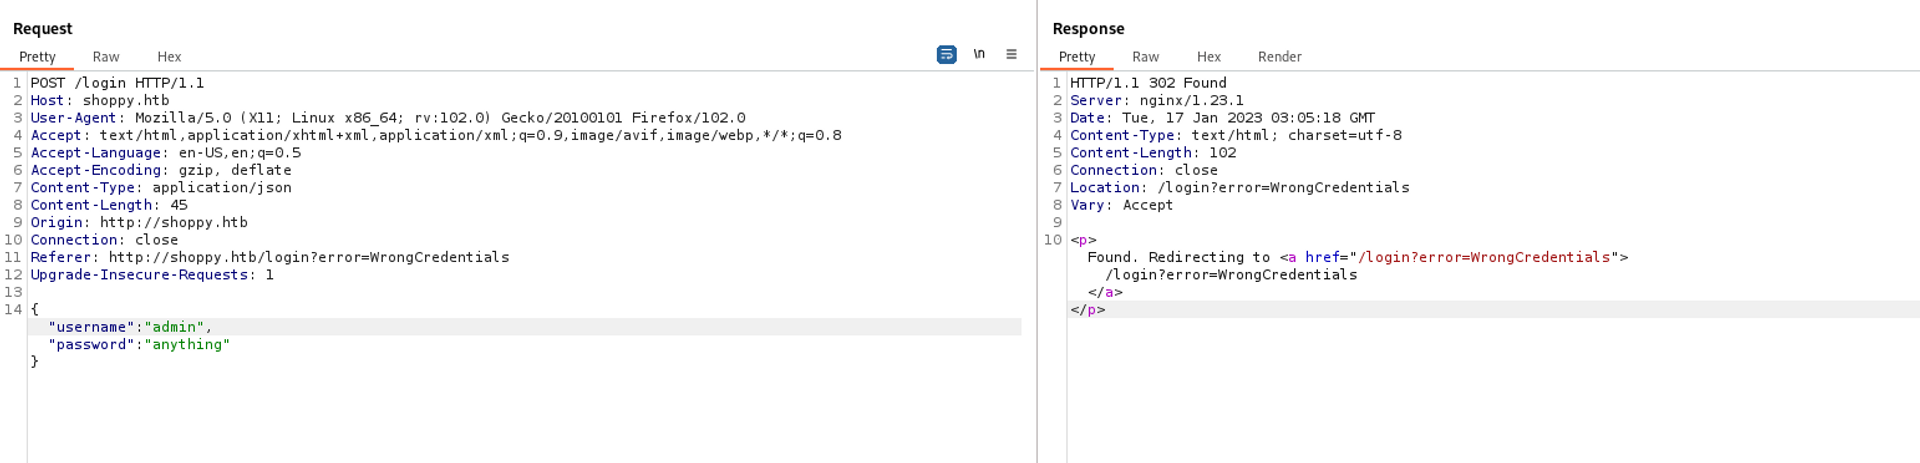 Request
Pretty Raw Hex
\n
1 POST /login HTTP/1.1
2 Host: shoppy.htb
3 User-Agent: Mozilla/5.0 (X11; Linux x86_64; rv:102.0) Gecko/20100101 Firefox/102.0
4 Accept: text/html,application/xhtml+xml,application/xml;q=0.9,image/avif,image/webp,*/*;q=0.8
5 Accept-Language: en-US,en;q=0.5
6 Accept-Encoding: gzip, deflate
7 Content-Type: application/json
8 Content-Length: 45
9 Origin: http://shoppy.htb
10 Connection: close
11 Referer: http://shoppy.htb/login?error=WrongCredentials
12 Upgrade-Insecure-Requests: 1
13
14 {
"username":"admin",
"password":"anything"
}
Response
Pretty Raw Hex Render
1 HTTP/1.1 302 Found
2 Server: nginx/1.23.1
3 Date: Tue, 17 Jan 2023 03:05:18 GMT
4 Content-Type: text/html; charset=utf-8
5 Content-Length: 102
6 Connection: close
7 Location: /login?error=WrongCredentials
8 Vary: Accept
9
10 <p>
Found. Redirecting to <a href="/login?error=WrongCredentials">
/login?error=WrongCredentials
</a>
</p>